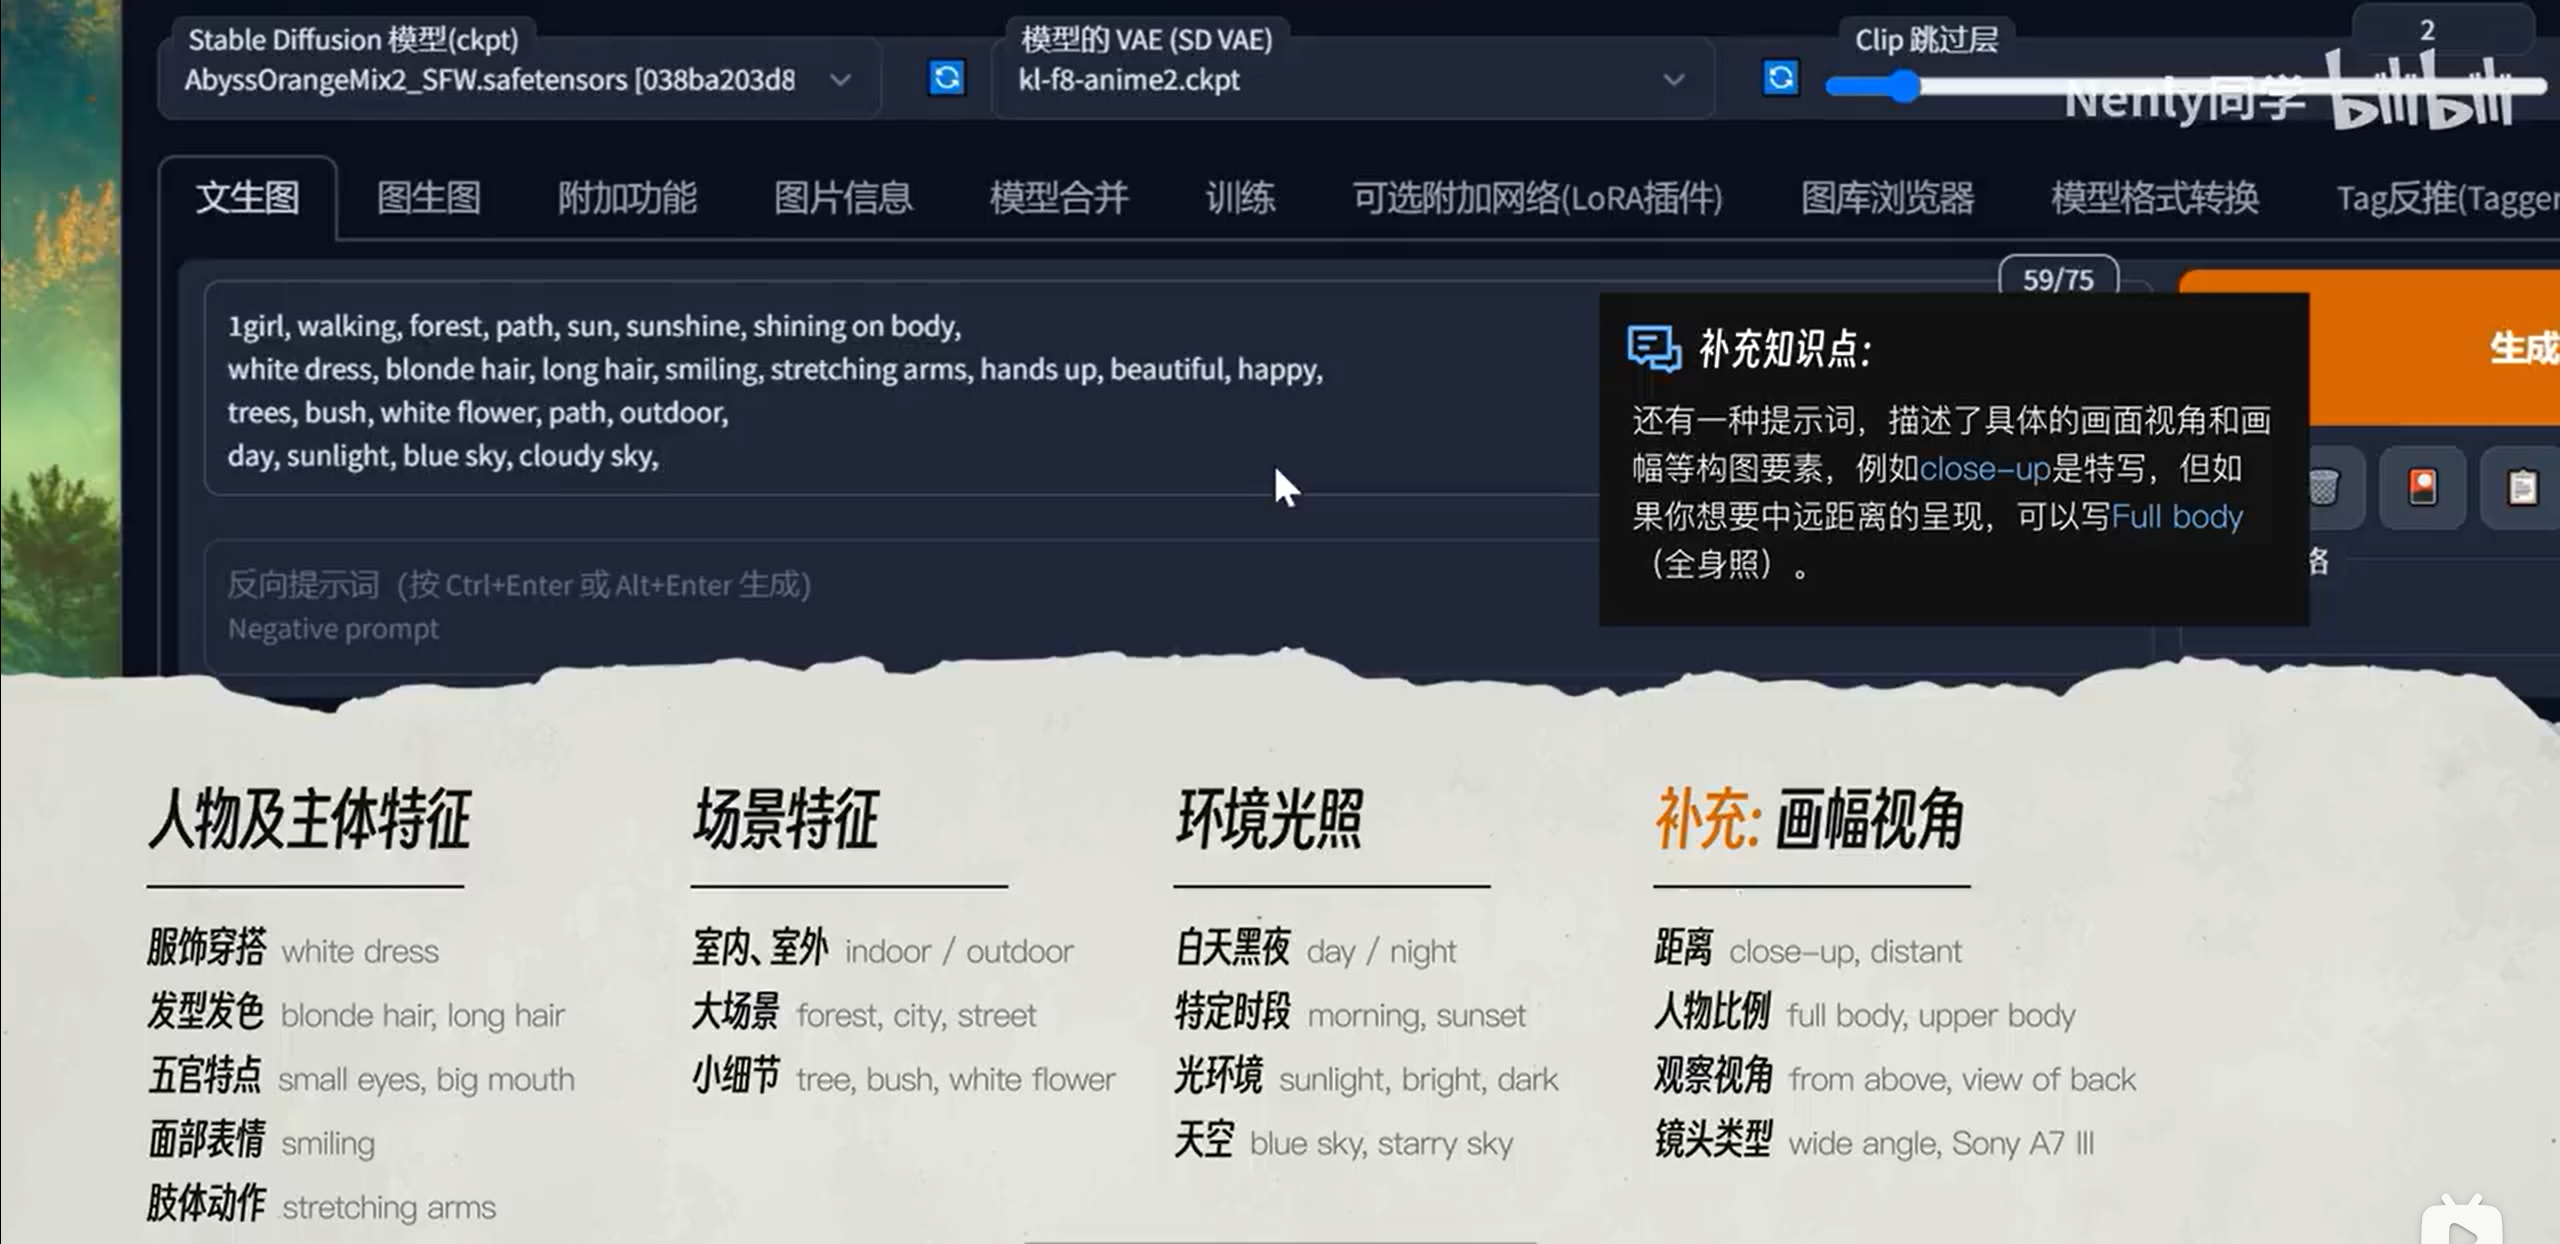 Stable Diffusion 模型(ckpt)
AbyssOrangeMix2_SFW.safetensors [038ba203d8
模型的 VAE (SD VAE)
kl-f8-anime2.ckpt
Clip 跳过层
2
Nenly同学 bilibili
文生图 图生图 附加功能 图片信息 模型合并 训练 可选附加网络(LoRA插件) 图库浏览器 模型格式转换 Tag反推(Tagger
59/75
1girl, walking, forest, path, sun, sunshine, shining on body,
white dress, blonde hair, long hair, smiling, stretching arms, hands up, beautiful, happy,
trees, bush, white flower, path, outdoor,
day, sunlight, blue sky, cloudy sky,
生成
补充知识点：
还有一种提示词，描述了具体的画面视角和画
幅等构图要素，例如close-up是特写，但如
果你想要中远距离的呈现，可以写Full body
（全身照）。
反向提示词（按 Ctrl+Enter 或 Alt+Enter 生成）
Negative prompt
人物及主体特征
服饰穿搭 white dress
发型发色 blonde hair, long hair
五官特点 small eyes, big mouth
面部表情 smiling
肢体动作 stretching arms
场景特征
室内、室外 indoor / outdoor
大场景 forest, city, street
小细节 tree, bush, white flower
环境光照
白天黑夜 day / night
特定时段 morning, sunset
光环境 sunlight, bright, dark
天空 blue sky, starry sky
补充：画幅视角
距离 close-up, distant
人物比例 full body, upper body
观察视角 from above, view of back
镜头类型 wide angle, Sony A7 III